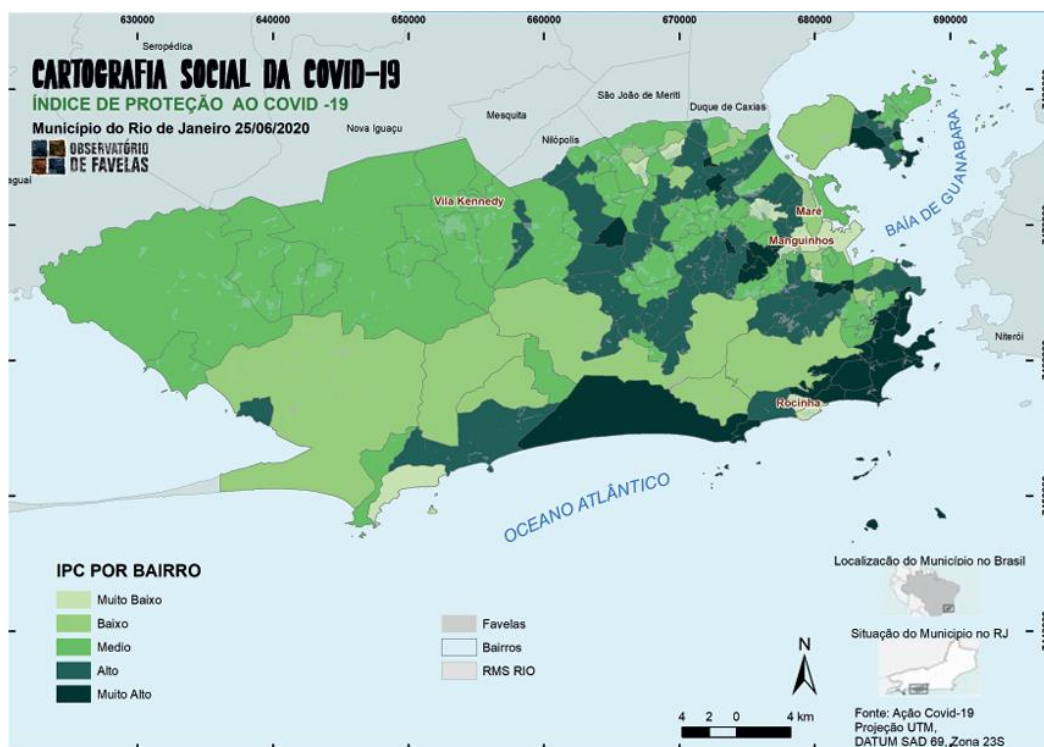 630000 640000 650000 660000 670000 680000 690000
Seropédica
CARTOGRAFIA SOCIAL DA COVID-19
ÍNDICE DE PROTEÇÃO AO COVID -19
Município do Rio de Janeiro 25/06/2020
OBSERVATÓRIO
DE FAVELAS
Nova Iguaçu
Mesquita
Nilópolis
São João de Meriti
Duque de Caxias
aguaí
Vila Kennedy
Maré
Manguinhos
Rocinha
BAÍA DE GUANABARA
Niterói
OCEANO ATLÂNTICO
IPC POR BAIRRO
Muito Baixo
Baixo
Medio
Alto
Muito Alto
Favelas
Bairros
RMS RIO
N
4 2 0 4 km
Localização do Município no Brasil
Situação do Municipio no RJ
Fonte: Ação Covid-19
Projeção UTM,
DATUM SAD 69, Zona 23S